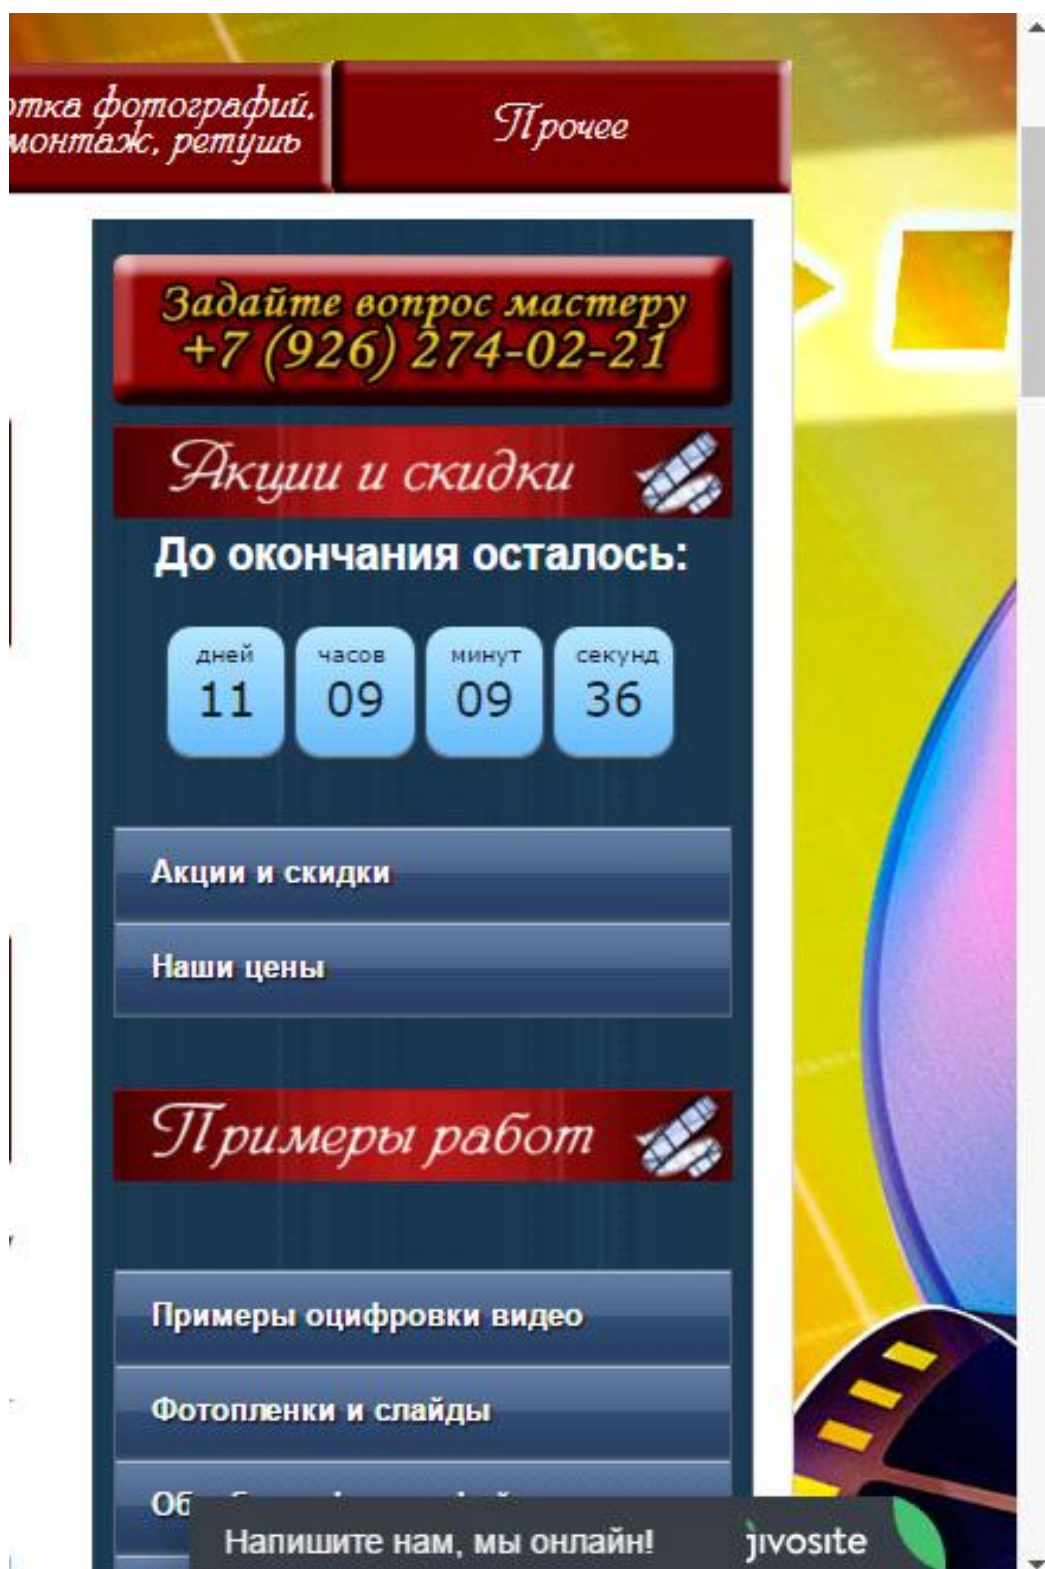 фотографий,
монтаж, ретушь
Прочее
Задайте вопрос мастеру
+7 (926) 274-02-21
Акции и скидки
До окончания осталось:
дней часов минут секунд
11 09 09 36
Акции и скидки
Наши цены
Примеры работ
Примеры оцифровки видео
Фотопленки и слайды
Напишите нам, мы онлайн! jivosite